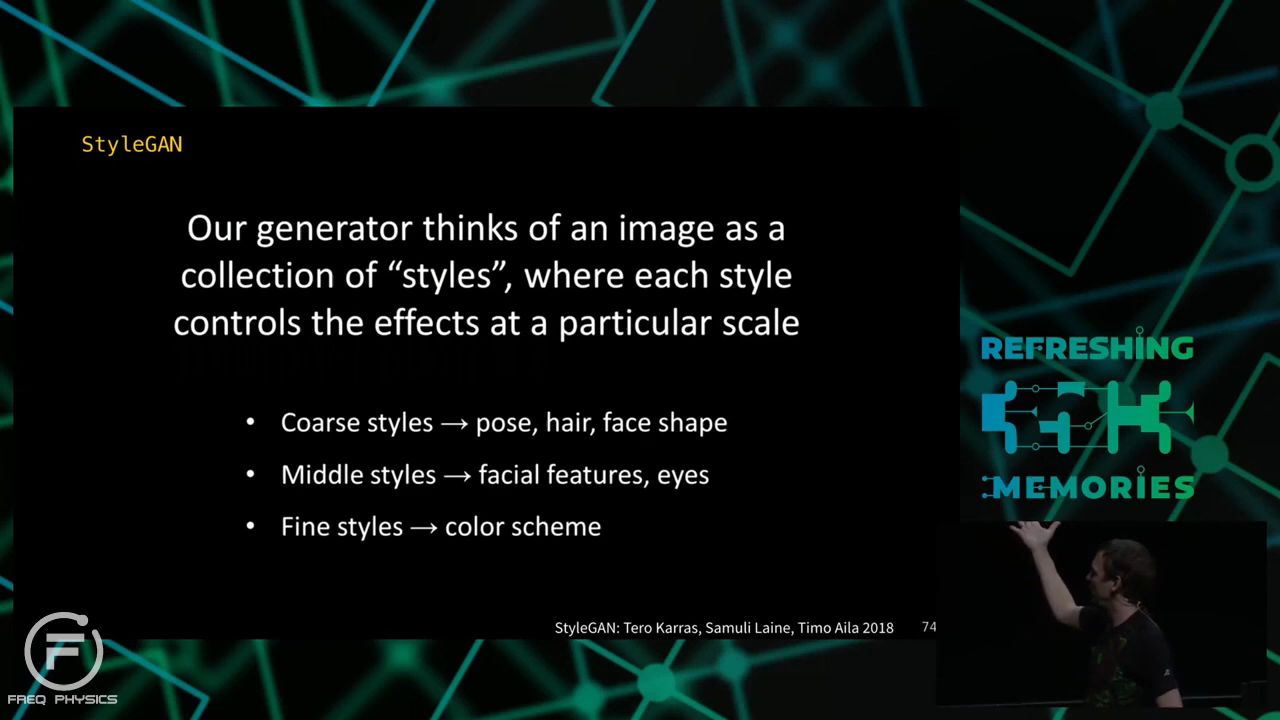 StyleGAN
Our generator thinks of an image as a
collection of “styles”, where each style
controls the effects at a particular scale
• Coarse styles → pose, hair, face shape
• Middle styles → facial features, eyes
• Fine styles → color scheme
StyleGAN: Tero Karras, Samuli Laine, Timo Aila 2018
74
REFRESHING
MEMORIES
F
FREQ PHYSICS